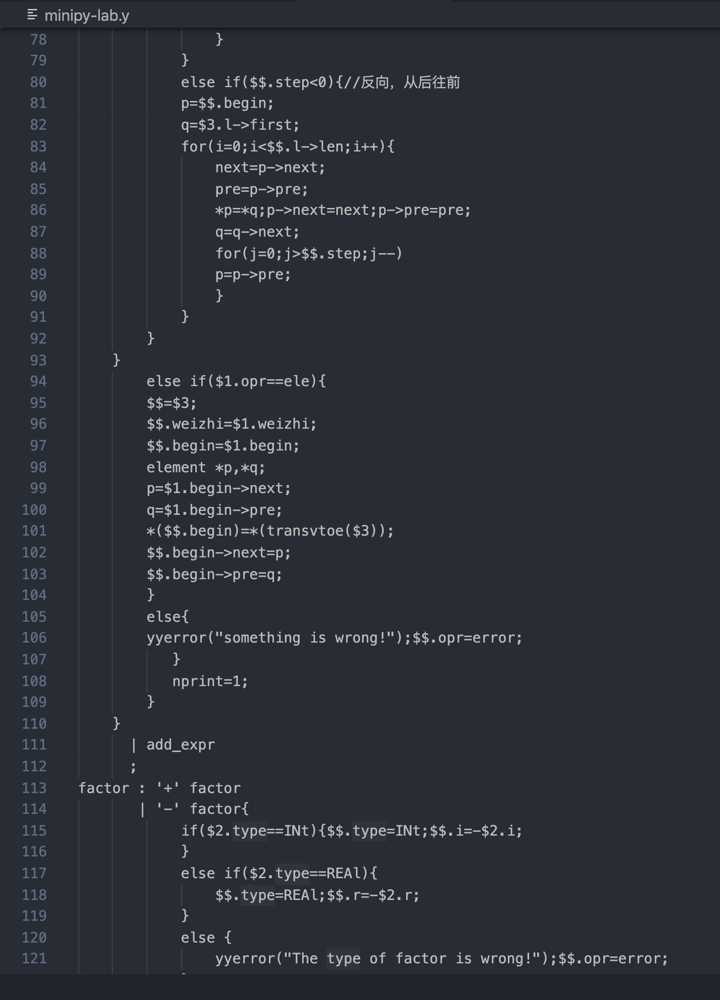 minipy-lab.y
78 }
79 }
80 else if($$.step<0){//反向，从后往前
81 p=$$.begin;
82 q=$3.l->first;
83 for(i=0;i<$$.l->len;i++){
84 next=p->next;
85 pre=p->pre;
86 *p=*q;p->next=next;p->pre=pre;
87 q=q->next;
88 for(j=0;j>$$.step;j--)
89 p=p->pre;
90 }
91 }
92 }
93 }
94 else if($1.opr==ele){
95 $$=$3;
96 $$.weizhi=$1.weizhi;
97 $$.begin=$1.begin;
98 element *p,*q;
99 p=$1.begin->next;
100 q=$1.begin->pre;
101 *($$.begin)=*(transvtoe($3));
102 $$.begin->next=p;
103 $$.begin->pre=q;
104 }
105 else{
106 yyerror("something is wrong!");$$.opr=error;
107 }
108 nprint=1;
109 }
110 }
111 | add_expr
112 ;
113 factor : '+' factor
114 | '-' factor{
115 if($2.type==INt){$$.type=INt;$$.i=-$2.i;
116 }
117 else if($2.type==REAl){
118 $$.type=REAl;$$.r=-$2.r;
119 }
120 else {
121 yyerror("The type of factor is wrong!");$$.opr=error;